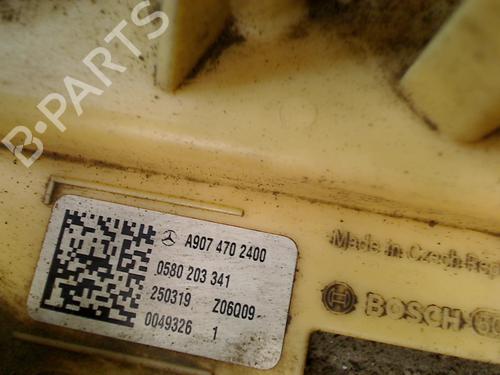 B-PARTS
A907 470 2400
0580 203 341
250319 Z06Q09
0049326 1
Made in Czech Rep
BOSCH